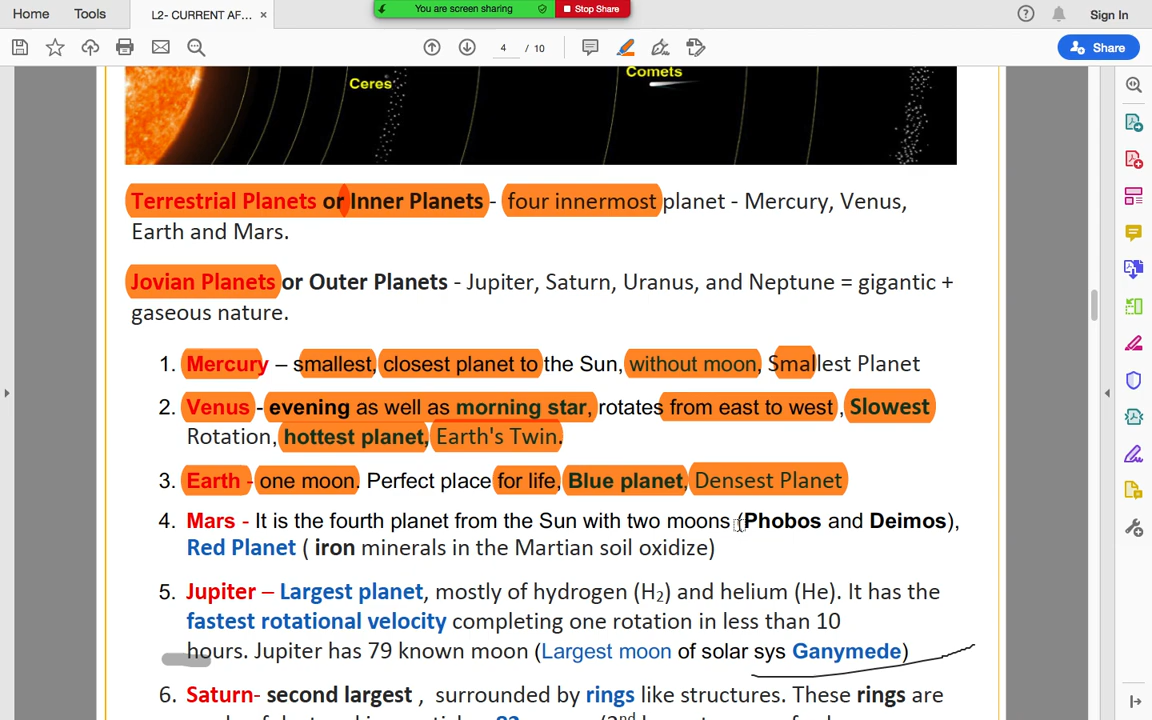 Home Tools L2- CURRENT AF... × You are screen sharing Stop Share Sign In
4 / 10 Share
Ceres Comets
Terrestrial Planets or Inner Planets - four innermost planet - Mercury, Venus,
Earth and Mars.
Jovian Planets or Outer Planets - Jupiter, Saturn, Uranus, and Neptune = gigantic +
gaseous nature.
1. Mercury – smallest, closest planet to the Sun, without moon, Smallest Planet
2. Venus - evening as well as morning star, rotates from east to west , Slowest
Rotation, hottest planet, Earth's Twin.
3. Earth - one moon. Perfect place for life, Blue planet, Densest Planet
4. Mars - It is the fourth planet from the Sun with two moons (Phobos and Deimos),
Red Planet ( iron minerals in the Martian soil oxidize)
5. Jupiter – Largest planet, mostly of hydrogen (H₂) and helium (He). It has the
fastest rotational velocity completing one rotation in less than 10
hours. Jupiter has 79 known moon (Largest moon of solar sys Ganymede)
6. Saturn- second largest , surrounded by rings like structures. These rings are